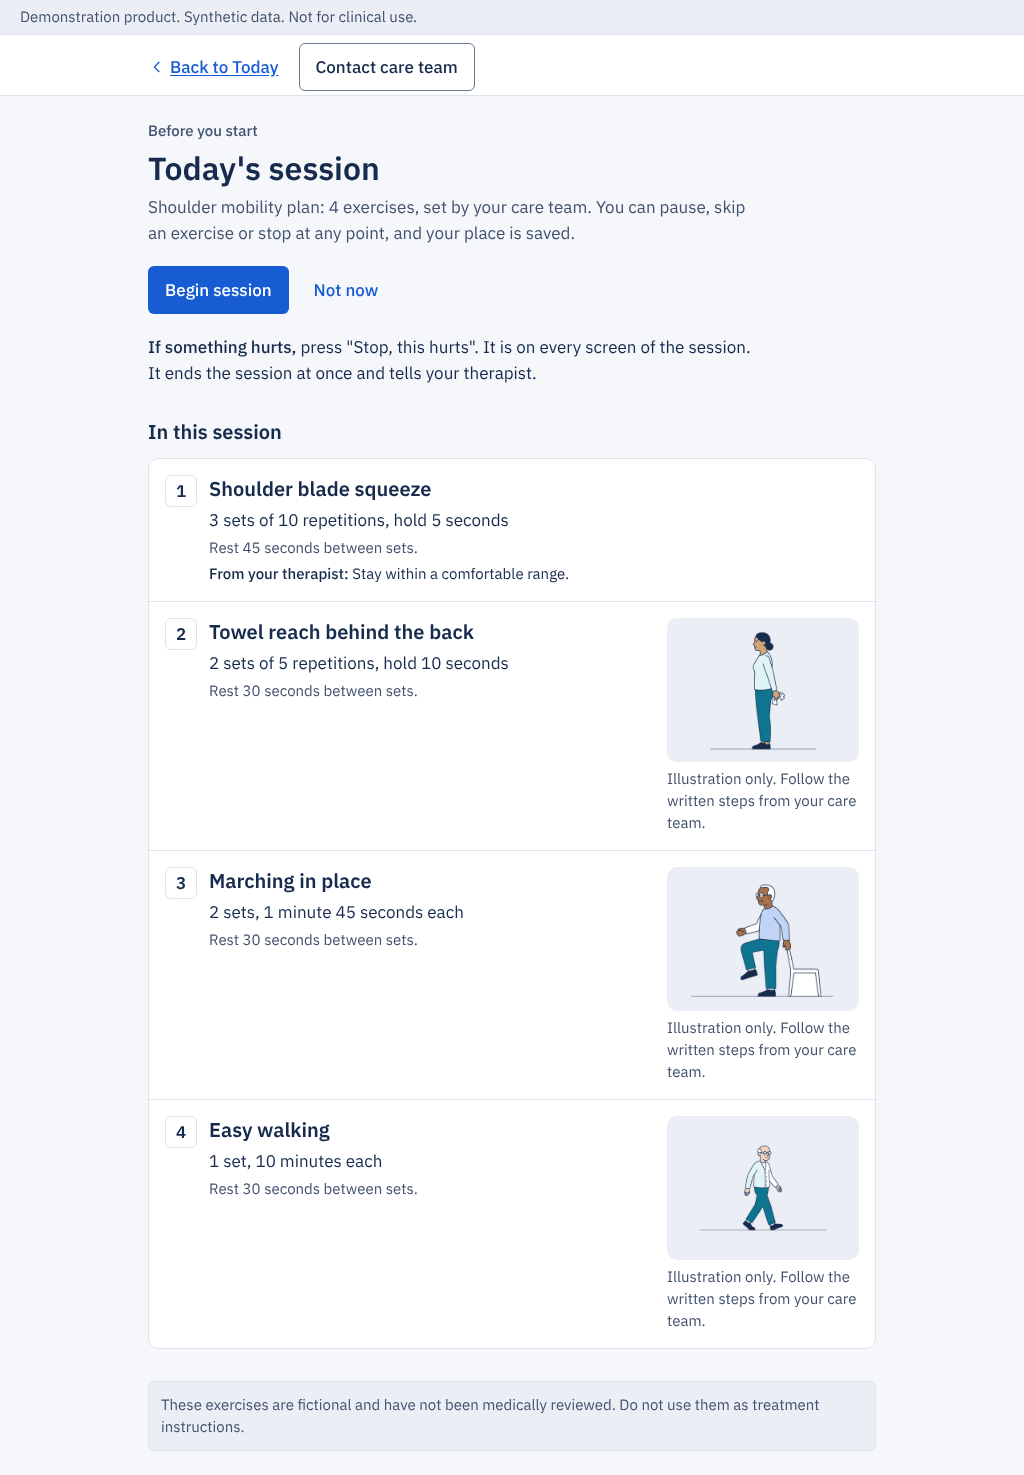 Demonstration product. Synthetic data. Not for clinical use.
Back to Today
Contact care team
Before you start
Today's session
Shoulder mobility plan: 4 exercises, set by your care team. You can pause, skip
an exercise or stop at any point, and your place is saved.
Begin session
Not now
If something hurts, press "Stop, this hurts". It is on every screen of the session.
It ends the session at once and tells your therapist.
In this session
1
Shoulder blade squeeze
3 sets of 10 repetitions, hold 5 seconds
Rest 45 seconds between sets.
From your therapist: Stay within a comfortable range.
2
Towel reach behind the back
2 sets of 5 repetitions, hold 10 seconds
Rest 30 seconds between sets.
Illustration only. Follow the
written steps from your care
team.
3
Marching in place
2 sets, 1 minute 45 seconds each
Rest 30 seconds between sets.
Illustration only. Follow the
written steps from your care
team.
4
Easy walking
1 set, 10 minutes each
Rest 30 seconds between sets.
Illustration only. Follow the
written steps from your care
team.
These exercises are fictional and have not been medically reviewed. Do not use them as treatment
instructions.